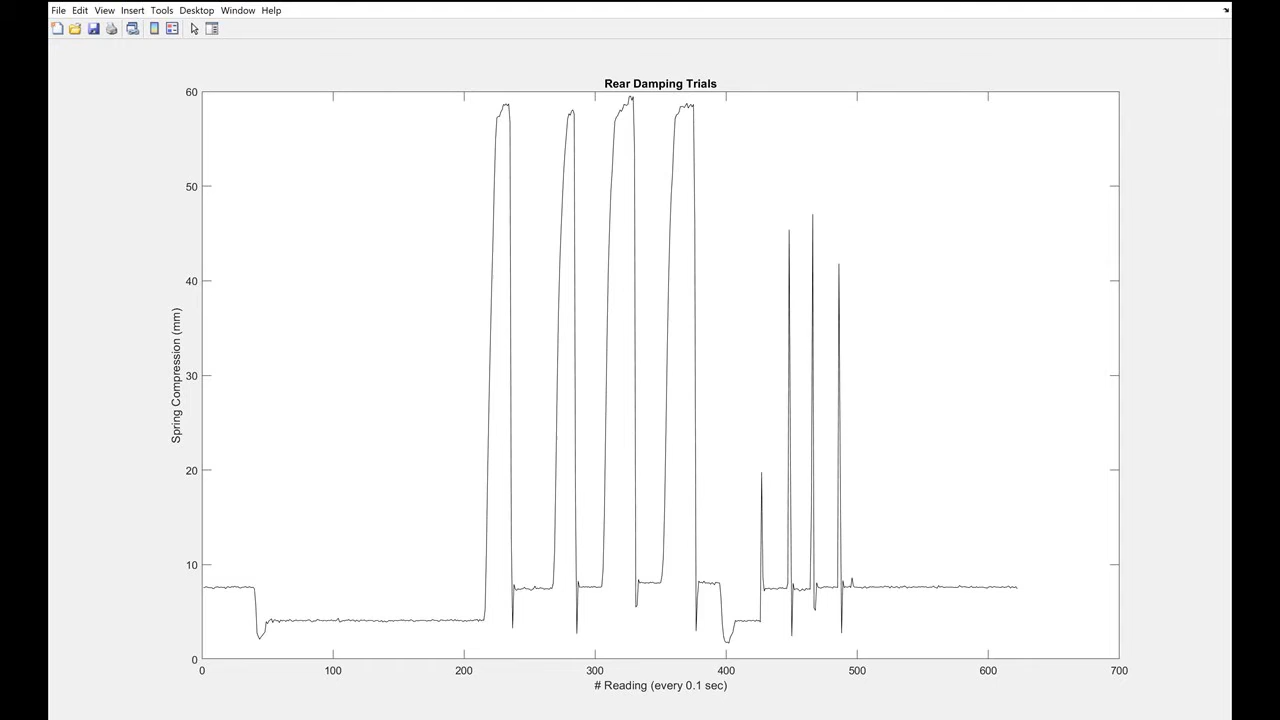 File Edit View Insert Tools Desktop Window Help
Rear Damping Trials
60
50
40
30
20
10
0
Spring Compression (mm)
0 100 200 300 400 500 600 700
# Reading (every 0.1 sec)